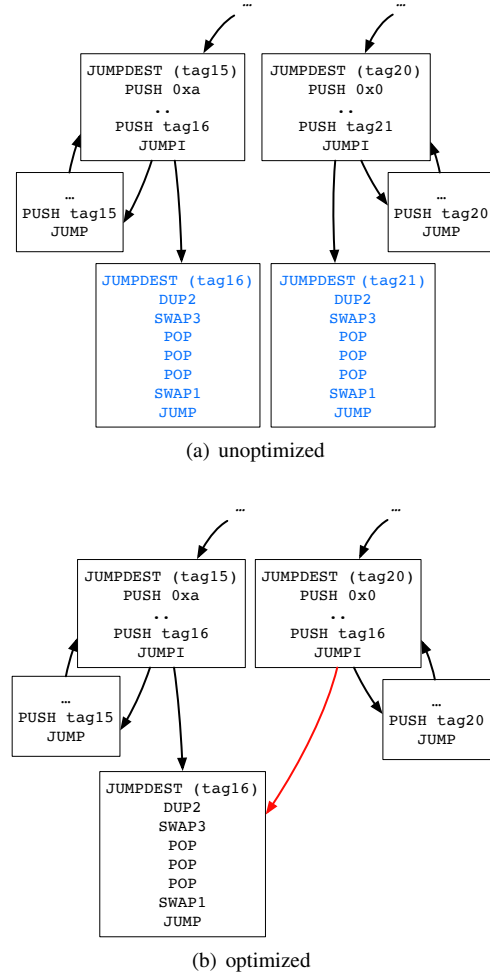 …
…
JUMPDEST (tag15)
PUSH 0xa
..
PUSH tag16
JUMPI
JUMPDEST (tag20)
PUSH 0x0
..
PUSH tag21
JUMPI
…
PUSH tag15
JUMP
…
PUSH tag20
JUMP
JUMPDEST (tag16)
DUP2
SWAP3
POP
POP
POP
SWAP1
JUMP
JUMPDEST (tag21)
DUP2
SWAP3
POP
POP
POP
SWAP1
JUMP
(a) unoptimized
…
…
JUMPDEST (tag15)
PUSH 0xa
..
PUSH tag16
JUMPI
JUMPDEST (tag20)
PUSH 0x0
..
PUSH tag16
JUMPI
…
PUSH tag15
JUMP
…
PUSH tag20
JUMP
JUMPDEST (tag16)
DUP2
SWAP3
POP
POP
POP
SWAP1
JUMP
(b) optimized